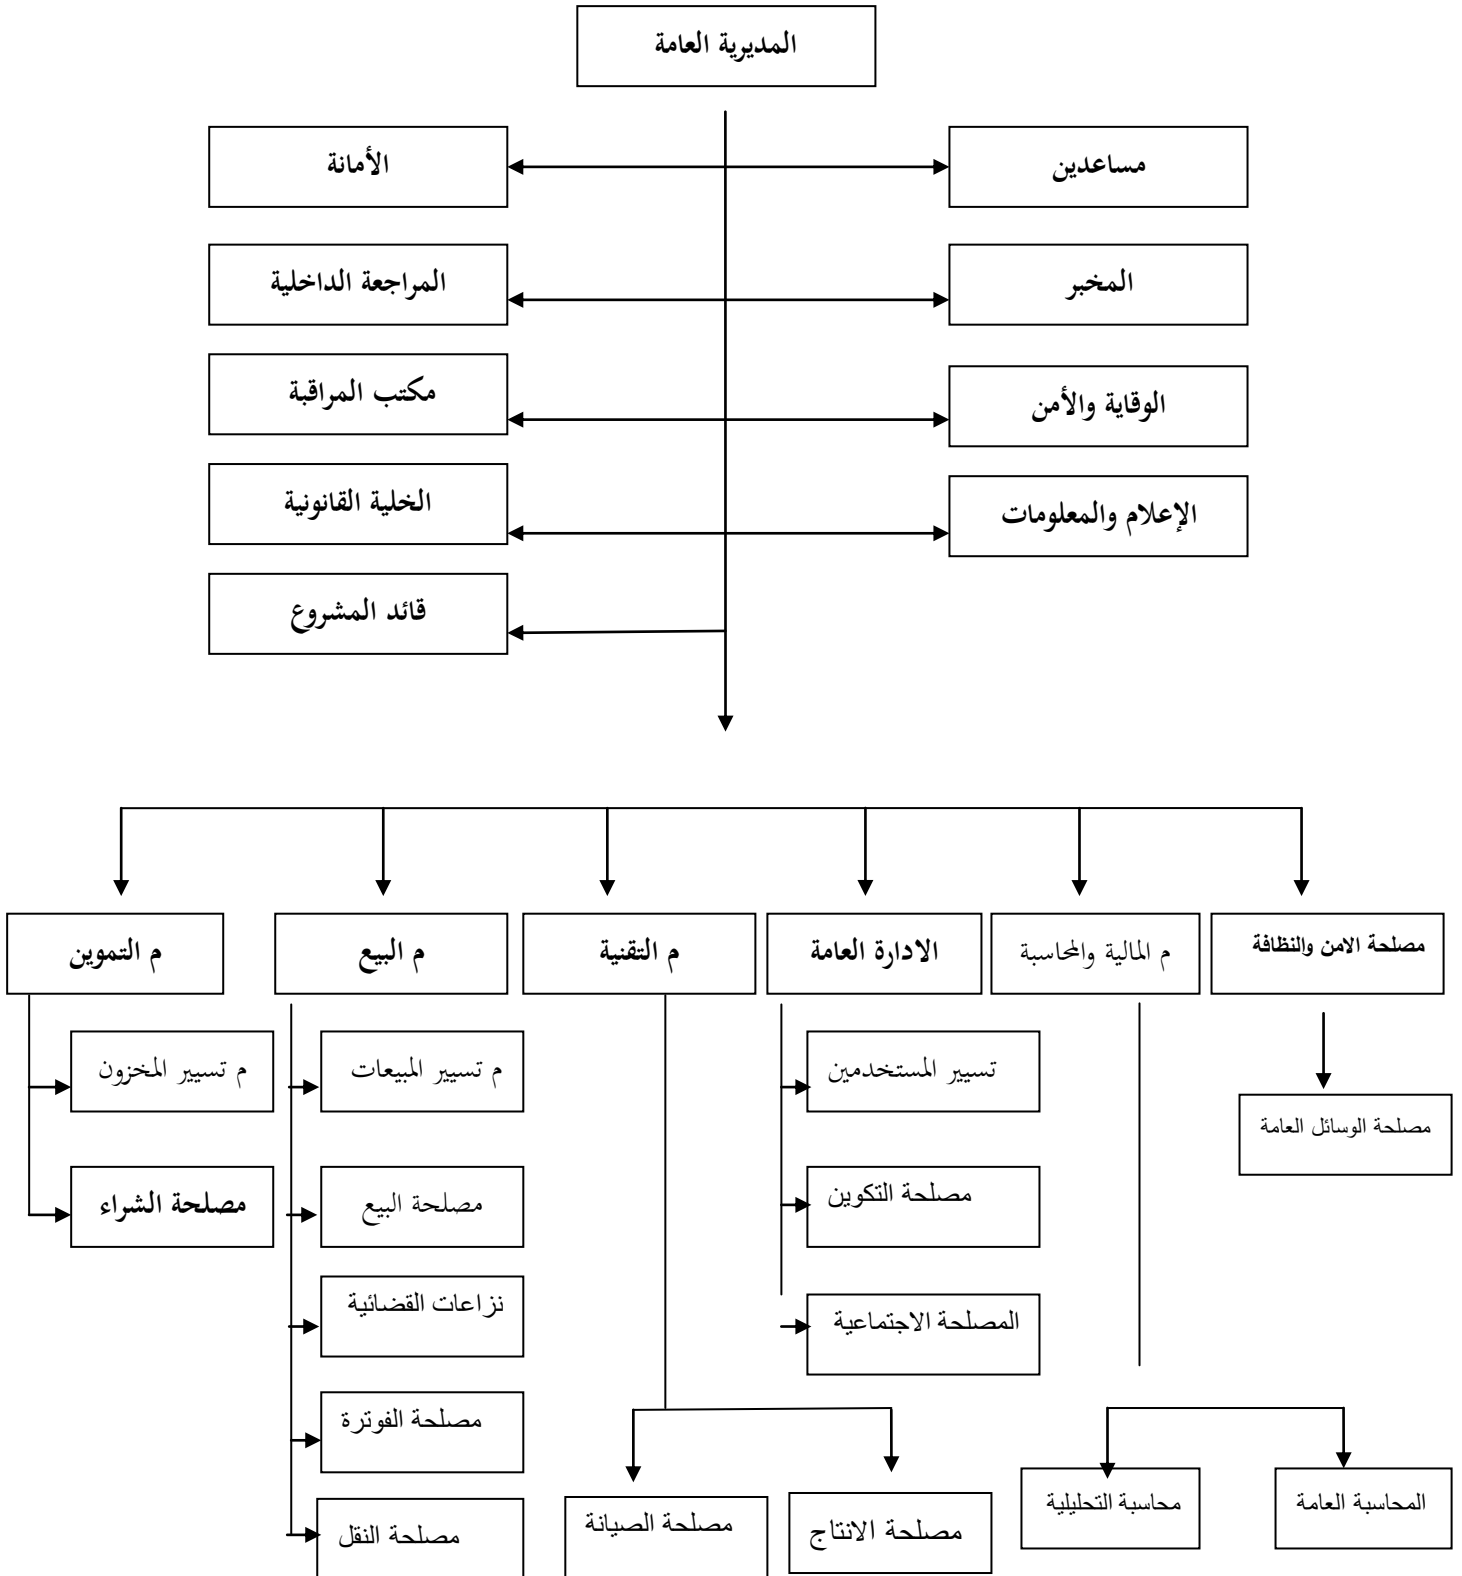 المديرية العامة
مساعدين
الأمانة
المخبر
المراجعة الداخلية
الوقاية والأمن
مكتب المراقبة
الإعلام والمعلومات
الخلية القانونية
قائد المشروع
مصلحة الامن والنظافة
م المالية والمحاسبة
الادارة العامة
م التقنية
م البيع
م التموين
مصلحة الوسائل العامة
تسيير المستخدمين
م تسيير المبيعات
م تسيير المخزون
مصلحة التكوين
مصلحة البيع
مصلحة الشراء
المصلحة الاجتماعية
نزاعات القضائية
مصلحة الفوترة
المحاسبة العامة
محاسبة التحليلية
مصلحة الانتاج
مصلحة الصيانة
مصلحة النقل